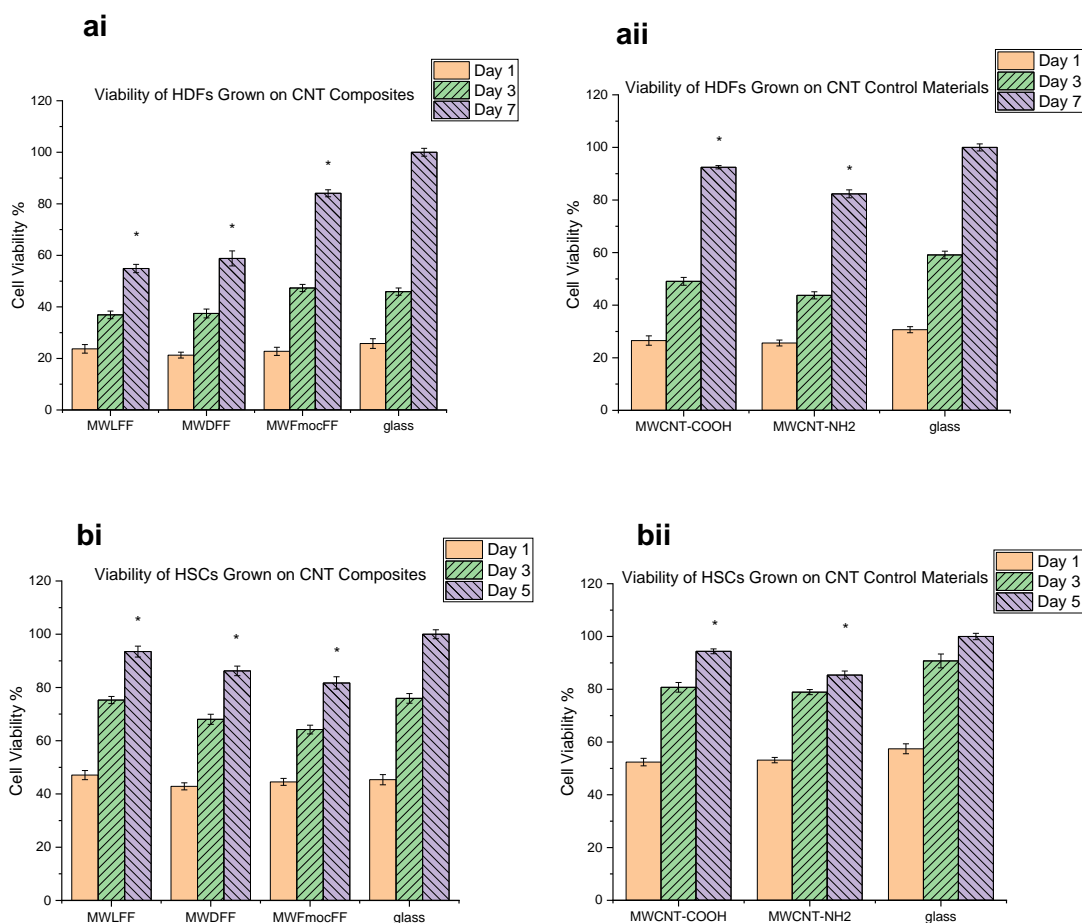 ai
Day 1
Day 3
Day 7
Viability of HDFs Grown on CNT Composites
Cell Viability %
120
100
80
60
40
20
0
*
*
*
MWLFF
MWDFF
MWFmocFF
glass
aii
Day 1
Day 3
Day 7
Viability of HDFs Grown on CNT Control Materials
Cell Viability %
120
100
80
60
40
20
0
*
*
MWCNT-COOH
MWCNT-NH2
glass
bi
Day 1
Day 3
Day 5
Viability of HSCs Grown on CNT Composites
Cell Viability %
120
100
80
60
40
20
0
*
*
*
MWLFF
MWDFF
MWFmocFF
glass
bii
Day 1
Day 3
Day 5
Viability of HSCs Grown on CNT Control Materials
Cell Viability %
120
100
80
60
40
20
0
*
*
MWCNT-COOH
MWCNT-NH2
glass